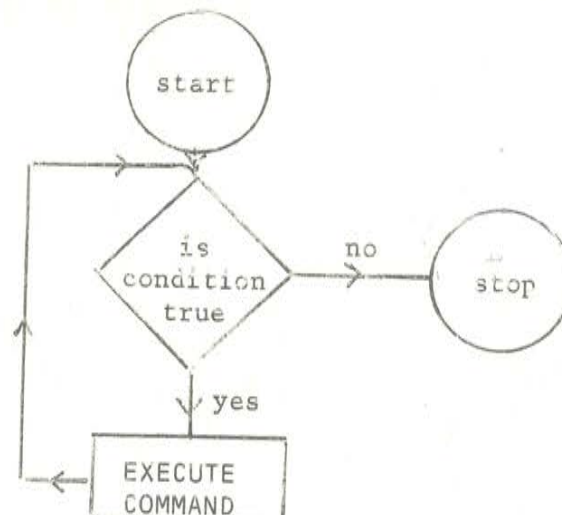 start
is
condition
true
no
stop
yes
EXECUTE
COMMAND